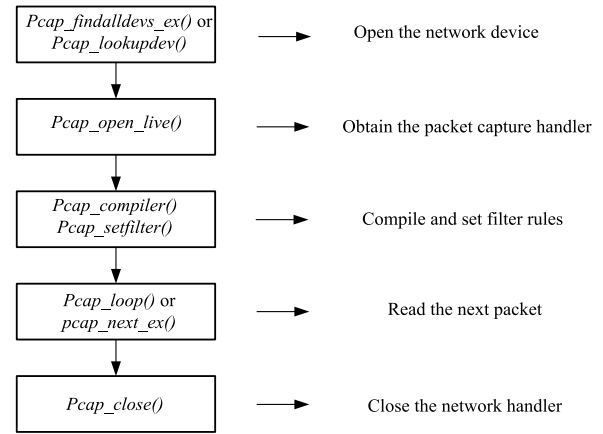 Pcap_findalldevs_ex() or
Pcap_lookupdev()
Open the network device
Pcap_open_live()
Obtain the packet capture handler
Pcap_compiler()
Pcap_setfilter()
Compile and set filter rules
Pcap_loop() or
pcap_next_ex()
Read the next packet
Pcap_close()
Close the network handler